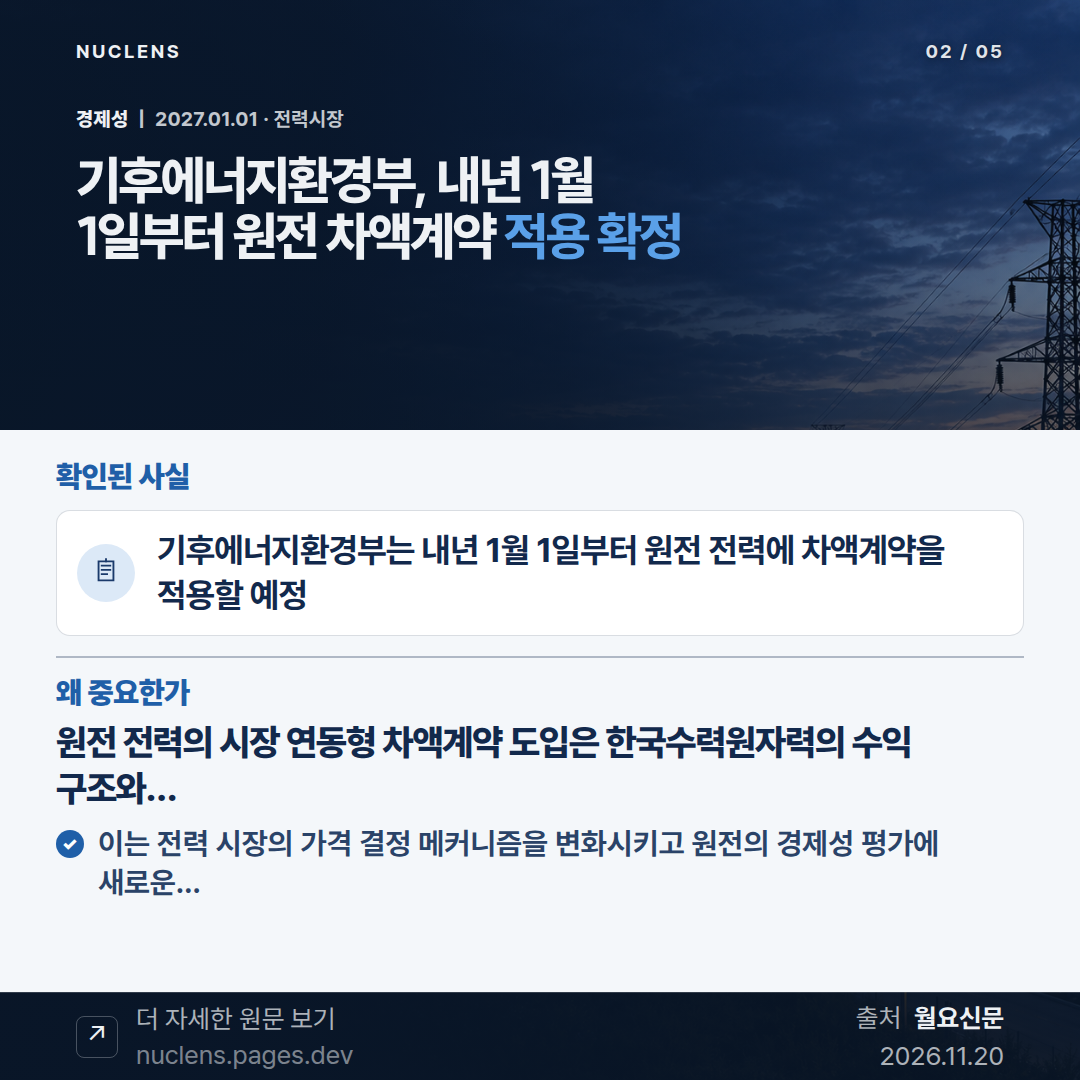 NUCLENS
02 / 05
경제성 | 2027.01.01 · 전력시장
기후에너지환경부, 내년 1월
1일부터 원전 차액계약 적용 확정
확인된 사실
기후에너지환경부는 내년 1월 1일부터 원전 전력에 차액계약을
적용할 예정
왜 중요한가
원전 전력의 시장 연동형 차액계약 도입은 한국수력원자력의 수익
구조와...
이는 전력 시장의 가격 결정 메커니즘을 변화시키고 원전의 경제성 평가에
새로운...
더 자세한 원문 보기
nuclens.pages.dev
출처 월요신문
2026.11.20